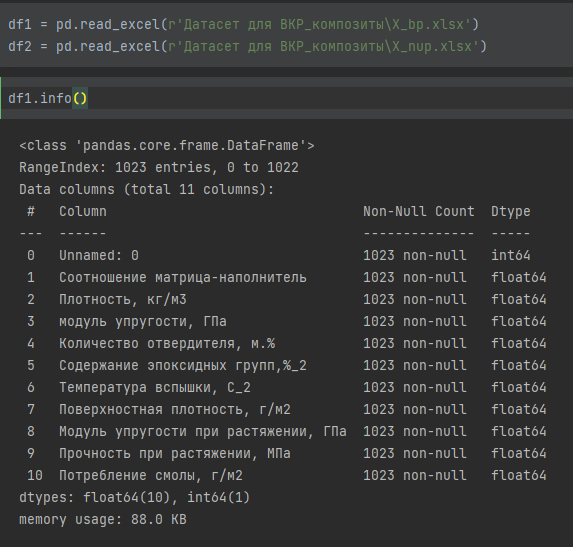 df1 = pd.read_excel(r'Датасет для ВКР_композиты\X_bp.xlsx')
df2 = pd.read_excel(r'Датасет для ВКР_композиты\X_nup.xlsx')
df1.info()
<class 'pandas.core.frame.DataFrame'>
RangeIndex: 1023 entries, 0 to 1022
Data columns (total 11 columns):
 #   Column                                Non-Null Count  Dtype
---  ------                                --------------  -----
 0   Unnamed: 0                            1023 non-null   int64
 1   Соотношение матрица-наполнитель       1023 non-null   float64
 2   Плотность, кг/м3                      1023 non-null   float64
 3   модуль упругости, ГПа                 1023 non-null   float64
 4   Количество отвердителя, м.%           1023 non-null   float64
 5   Содержание эпоксидных групп,%_2       1023 non-null   float64
 6   Температура вспышки, С_2              1023 non-null   float64
 7   Поверхностная плотность, г/м2         1023 non-null   float64
 8   Модуль упругости при растяжении, ГПа  1023 non-null   float64
 9   Прочность при растяжении, МПа         1023 non-null   float64
 10  Потребление смолы, г/м2               1023 non-null   float64
dtypes: float64(10), int64(1)
memory usage: 88.0 KB